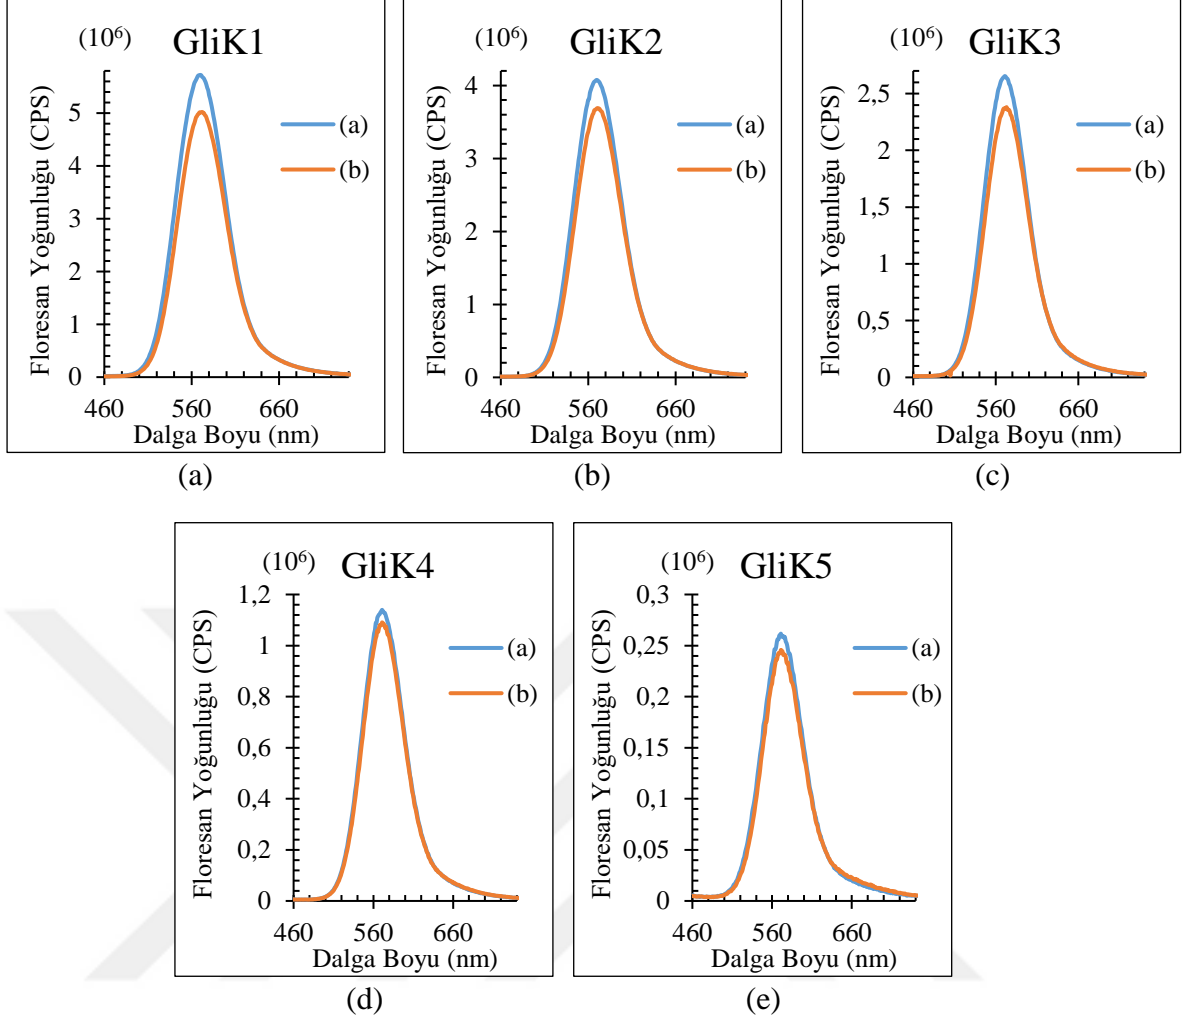 (10⁶) GliK1
Floresan Yoğunluğu (CPS)
5
4
3
2
1
0
460 560 660
Dalga Boyu (nm)
(a)
(b)
(a)
(10⁶) GliK2
Floresan Yoğunluğu (CPS)
4
3
2
1
0
460 560 660
Dalga Boyu (nm)
(a)
(b)
(b)
(10⁶) GliK3
Floresan Yoğunluğu (CPS)
2,5
2
1,5
1
0,5
0
460 560 660
Dalga Boyu (nm)
(a)
(b)
(c)
(10⁶) GliK4
Floresan Yoğunluğu (CPS)
1,2
1
0,8
0,6
0,4
0,2
0
460 560 660
Dalga Boyu (nm)
(a)
(b)
(d)
(10⁶) GliK5
Floresan Yoğunluğu (CPS)
0,3
0,25
0,2
0,15
0,1
0,05
0
460 560 660
Dalga Boyu (nm)
(a)
(b)
(e)